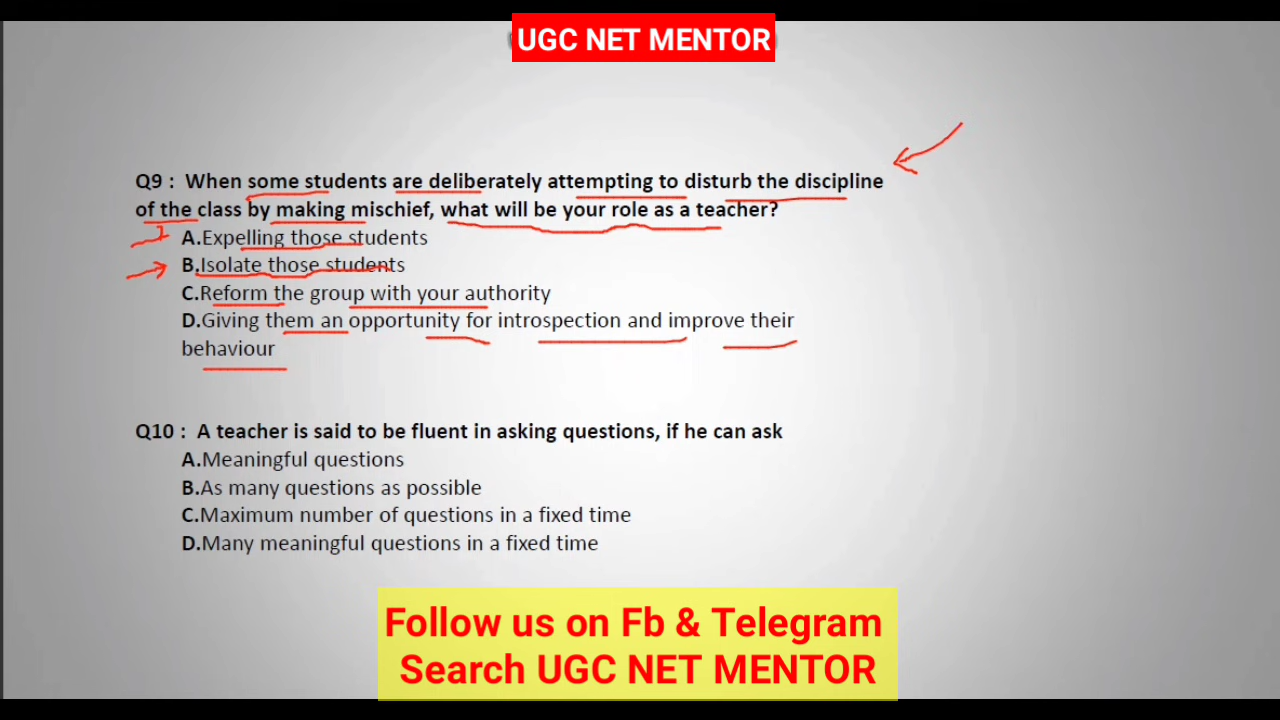 UGC NET MENTOR
Q9 : When some students are deliberately attempting to disturb the discipline
of the class by making mischief, what will be your role as a teacher?
A.Expelling those students
B.Isolate those students
C.Reform the group with your authority
D.Giving them an opportunity for introspection and improve their
behaviour
Q10 : A teacher is said to be fluent in asking questions, if he can ask
A.Meaningful questions
B.As many questions as possible
C.Maximum number of questions in a fixed time
D.Many meaningful questions in a fixed time
Follow us on Fb & Telegram
Search UGC NET MENTOR